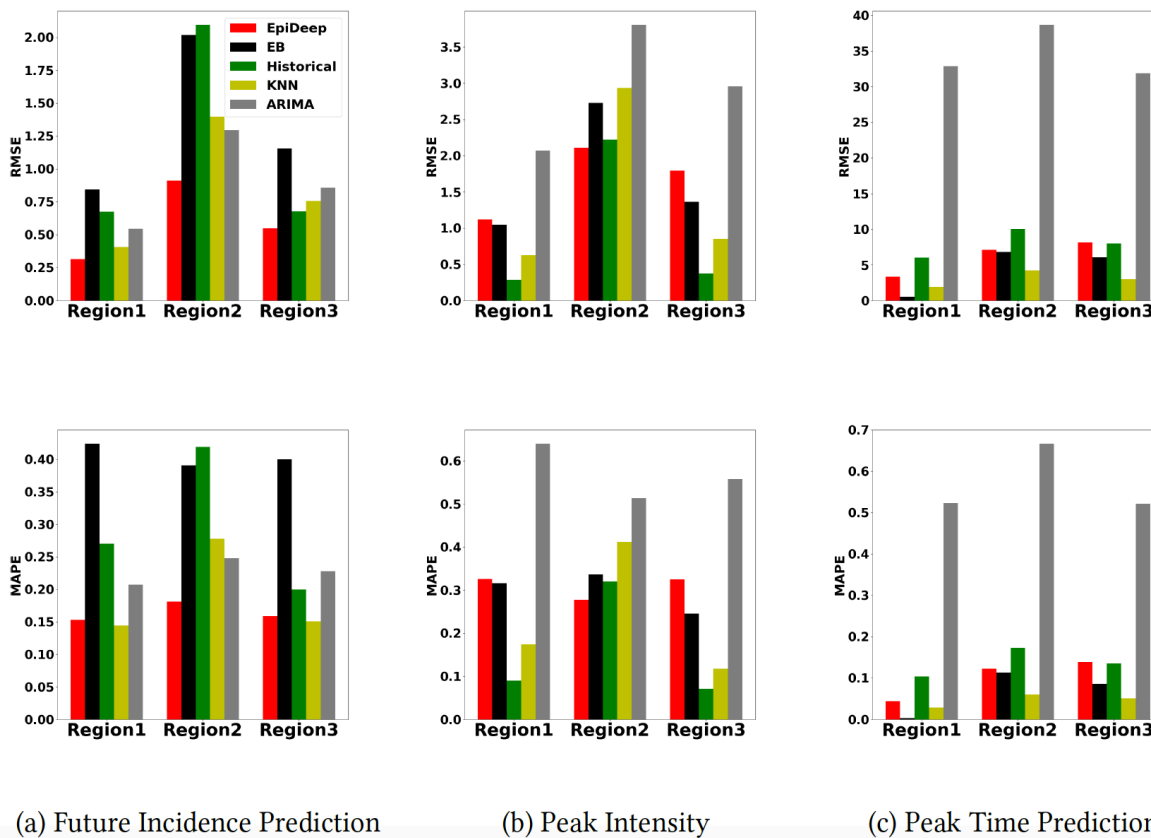 2.00
1.75
1.50
1.25
1.00
0.75
0.50
0.25
0.00
RMSE
EpiDeep
EB
Historical
KNN
ARIMA
Region1 Region2 Region3
3.5
3.0
2.5
2.0
1.5
1.0
0.5
0.0
RMSE
Region1 Region2 Region3
40
35
30
25
20
15
10
5
0
RMSE
Region1 Region2 Region3
0.40
0.35
0.30
0.25
0.20
0.15
0.10
0.05
0.00
MAPE
Region1 Region2 Region3
0.6
0.5
0.4
0.3
0.2
0.1
0.0
MAPE
Region1 Region2 Region3
0.7
0.6
0.5
0.4
0.3
0.2
0.1
0.0
MAPE
Region1 Region2 Region3
(a) Future Incidence Prediction
(b) Peak Intensity
(c) Peak Time Prediction